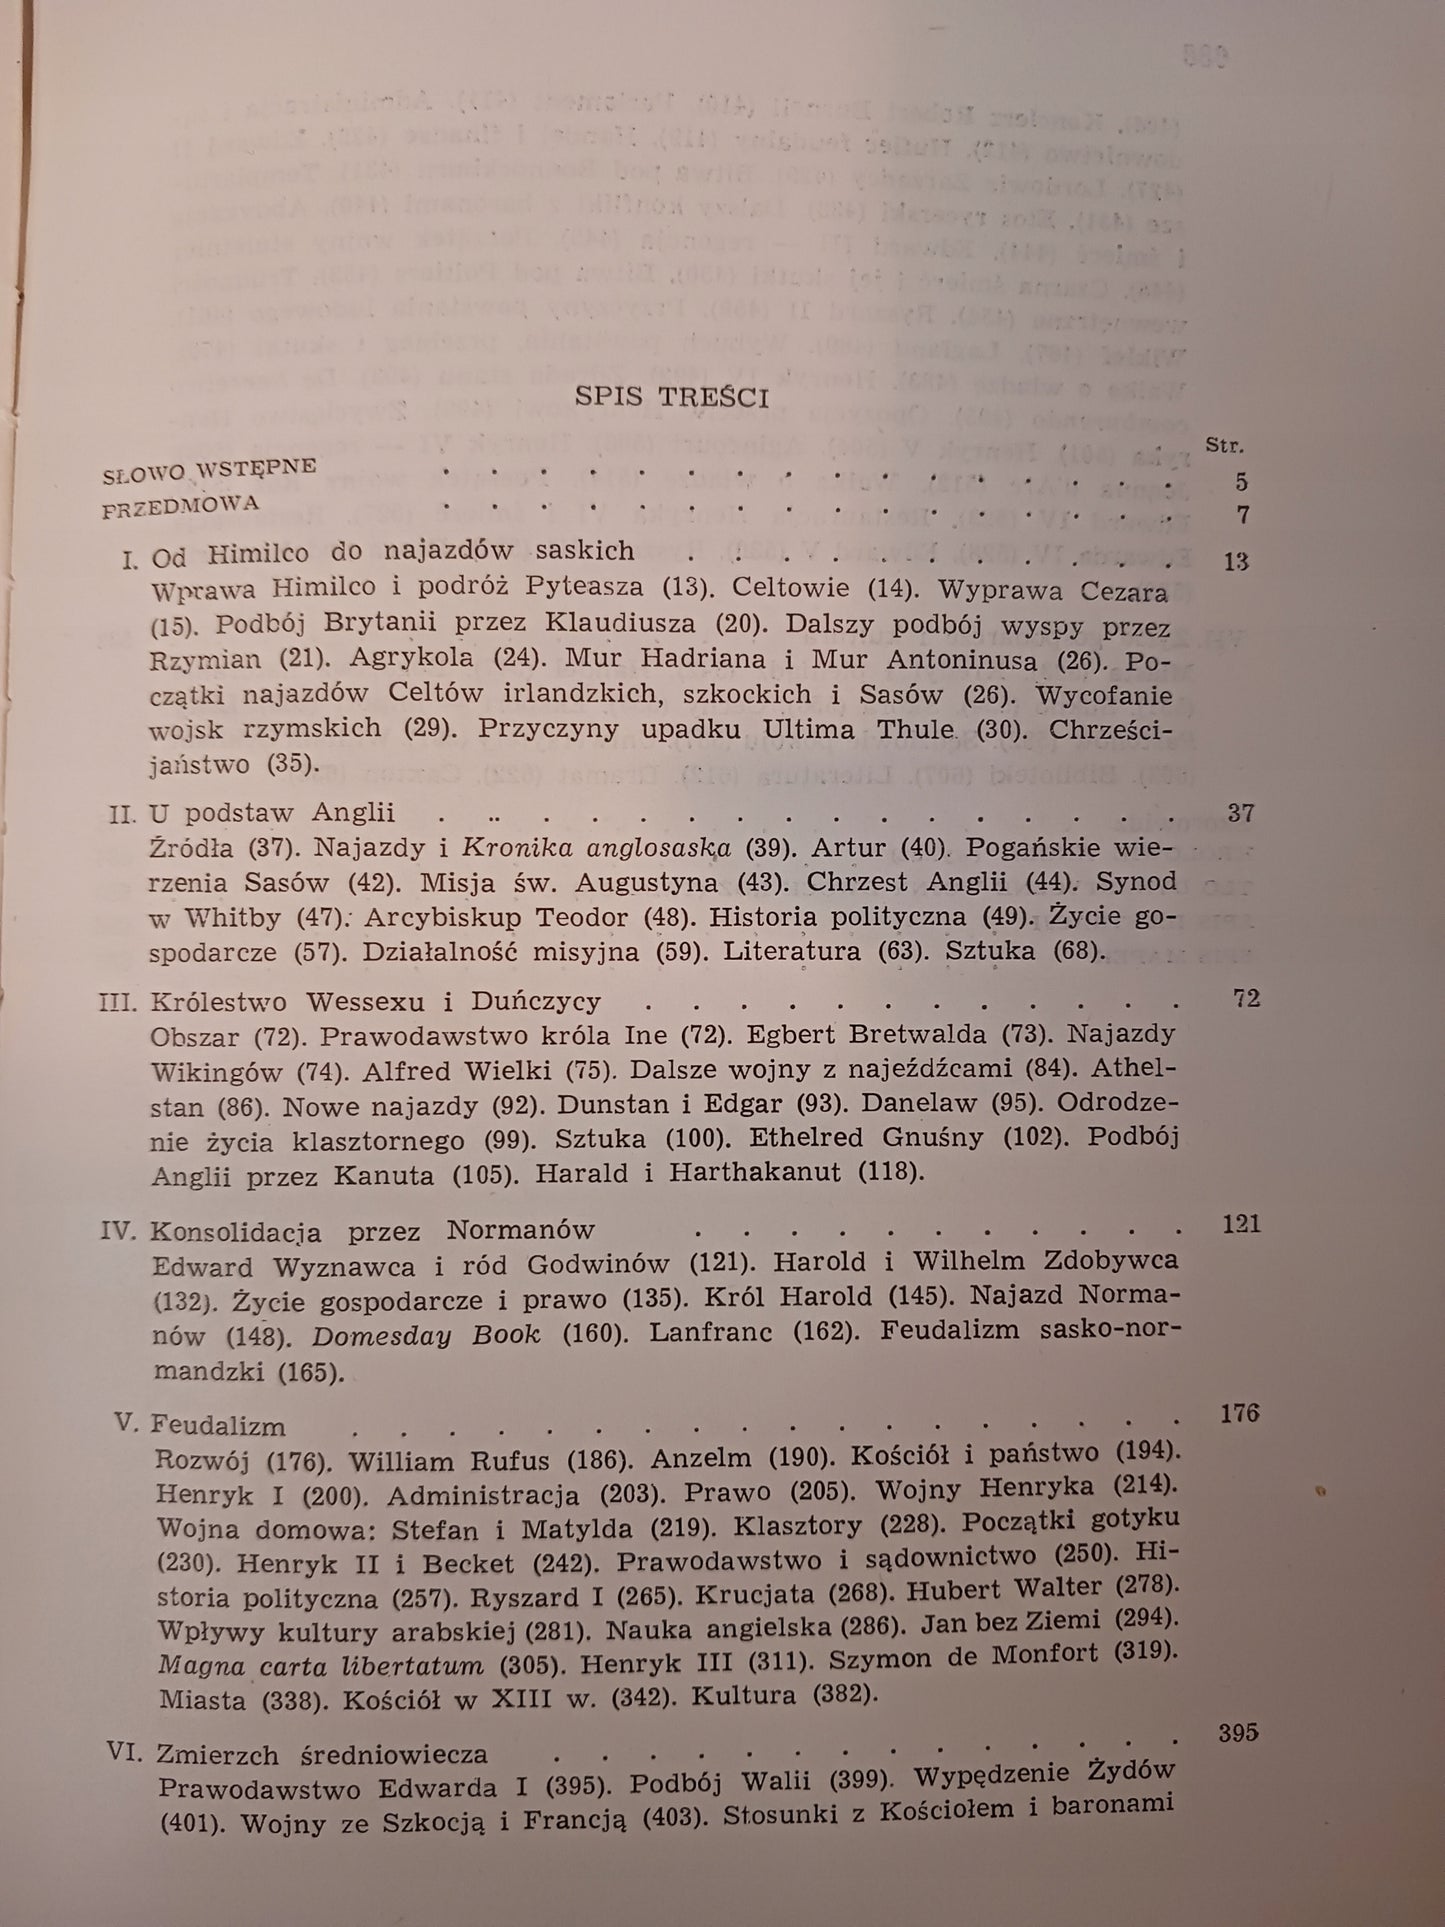 SPIS TREŚCI
Str.
SŁOWO WSTĘPNE . . . . . . . . . . . . . . . . 5
PRZEDMOWA . . . . . . . . . . . . . . . . 7
I. Od Himilco do najazdów saskich . . . . . . . . . . . 13
Wprawa Himilco i podróż Pyteasza (13). Celtowie (14). Wyprawa Cezara
(15). Podbój Brytanii przez Klaudiusza (20). Dalszy podbój wyspy przez
Rzymian (21). Agrykola (24). Mur Hadriana i Mur Antoninusa (26). Po-
czątki najazdów Celtów irlandzkich, szkockich i Sasów (26). Wycofanie
wojsk rzymskich (29). Przyczyny upadku Ultima Thule (30). Chrześci-
jaństwo (35).
II. U podstaw Anglii . . . . . . . . . . . . . . . . 37
Źródła (37). Najazdy i Kronika anglosaska (39). Artur (40). Pogańskie wie-
rzenia Sasów (42). Misja św. Augustyna (43). Chrzest Anglii (44). Synod
w Whitby (47). Arcybiskup Teodor (48). Historia polityczna (49). Życie go-
spodarcze (57). Działalność misyjna (59). Literatura (63). Sztuka (68).
III. Królestwo Wessexu i Duńczycy . . . . . . . . . . . . 72
Obszar (72). Prawodawstwo króla Ine (72). Egbert Bretwalda (73). Najazdy
Wikingów (74). Alfred Wielki (75). Dalsze wojny z najeźdźcami (84). Athel-
stan (86). Nowe najazdy (92). Dunstan i Edgar (93). Danelaw (95). Odrodze-
nie życia klasztornego (99). Sztuka (100). Ethelred Gnuśny (102). Podbój
Anglii przez Kanuta (105). Harald i Harthakanut (118).
IV. Konsolidacja przez Normanów . . . . . . . . . . . 121
Edward Wyznawca i ród Godwinów (121). Harold i Wilhelm Zdobywca
(132). Życie gospodarcze i prawo (135). Król Harold (145). Najazd Norma-
nów (148). Domesday Book (160). Lanfranc (162). Feudalizm sasko-nor-
mandzki (165).
V. Feudalizm . . . . . . . . . . . . . . . . . . 176
Rozwój (176). William Rufus (186). Anzelm (190). Kościół i państwo (194).
Henryk I (200). Administracja (203). Prawo (205). Wojny Henryka (214).
Wojna domowa: Stefan i Matylda (219). Klasztory (228). Początki gotyku
(230). Henryk II i Becket (242). Prawodawstwo i sądownictwo (250). Hi-
storia polityczna (257). Ryszard I (265). Krucjata (268). Hubert Walter (278).
Wpływy kultury arabskiej (281). Nauka angielska (286). Jan bez Ziemi (294).
Magna carta libertatum (305). Henryk III (311). Szymon de Monfort (319).
Miasta (338). Kościół w XIII w. (342). Kultura (382).
VI. Zmierzch średniowiecza . . . . . . . . . . . . . . 395
Prawodawstwo Edwarda I (395). Podbój Walii (399). Wypędzenie Żydów
(401). Wojny ze Szkocją i Francją (403). Stosunki z Kościołem i baronami